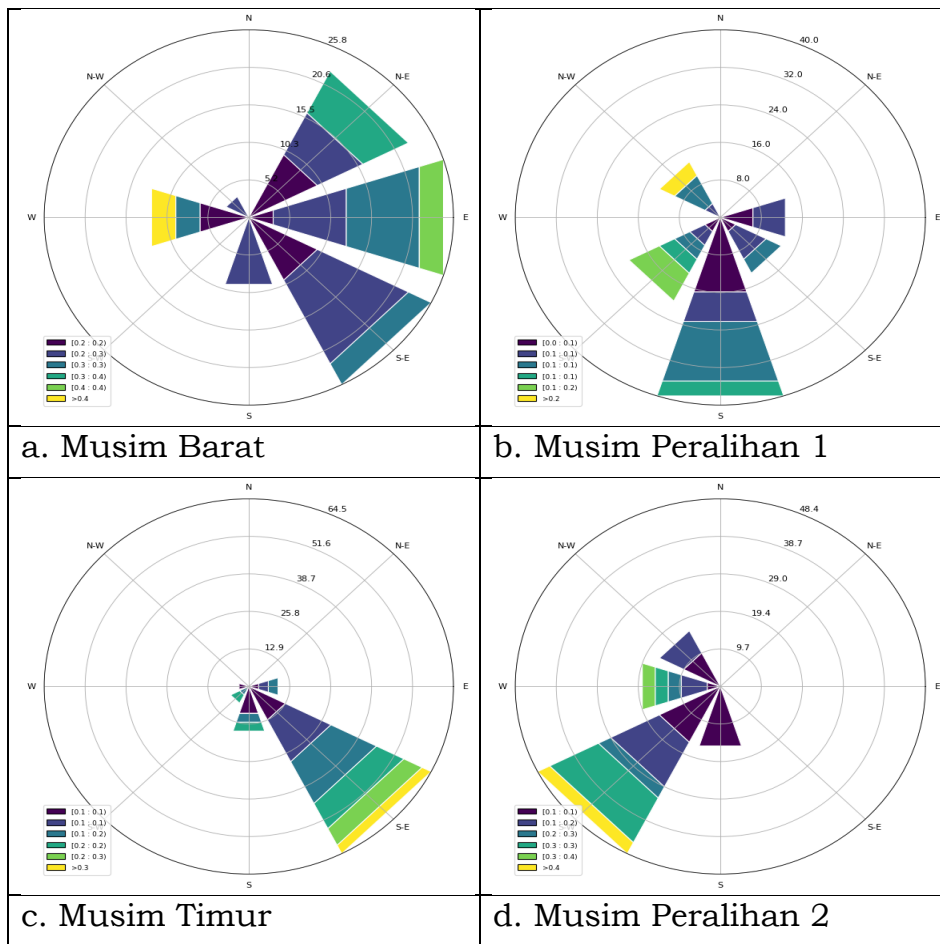 N
25.8
20.6
15.5
10.3
N-W
N-E
W
E
S-E
S
[0.2 : 0.2)
[0.2 : 0.3)
[0.3 : 0.3)
[0.3 : 0.4)
[0.4 : 0.4)
>0.4
a. Musim Barat
N
40.0
32.0
24.0
16.0
8.0
N-W
N-E
W
E
S-E
S
[0.0 : 0.1)
[0.1 : 0.1)
[0.1 : 0.1)
[0.1 : 0.1)
[0.1 : 0.2)
>0.2
b. Musim Peralihan 1
N
64.5
51.6
38.7
25.8
12.9
N-W
N-E
W
E
S-E
S
[0.1 : 0.1)
[0.1 : 0.1)
[0.1 : 0.2)
[0.2 : 0.2)
[0.2 : 0.3)
>0.3
c. Musim Timur
N
48.4
38.7
29.0
19.4
9.7
N-W
N-E
W
E
S-E
S
[0.1 : 0.1)
[0.1 : 0.2)
[0.2 : 0.3)
[0.3 : 0.3)
[0.3 : 0.4)
>0.4
d. Musim Peralihan 2